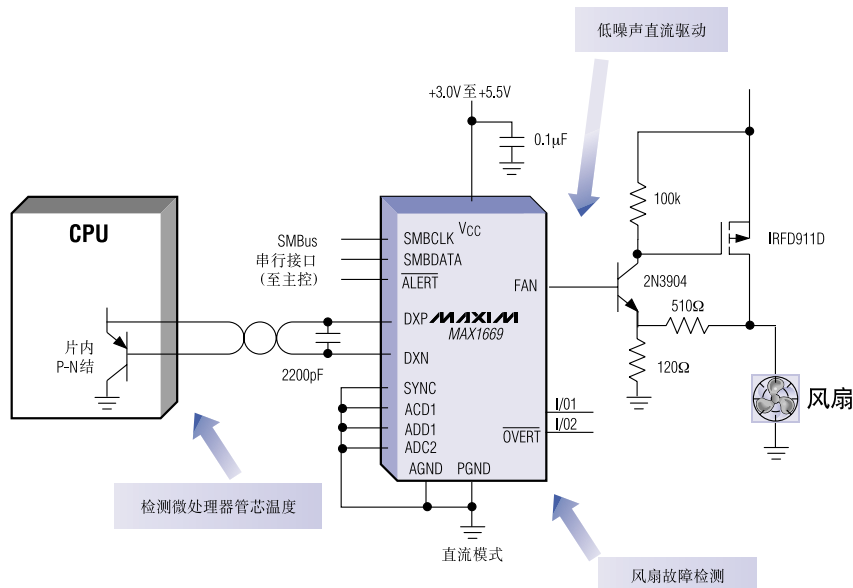 低噪声直流驱动
+3.0V至+5.5V
0.1μF
100k
IRFD911D
CPU
VCC
SMBus
串行接口
(至主控)
SMBCLK
SMBDATA
ALERT
FAN
2N3904
510Ω
120Ω
DXP
MAXIM
MAX1669
DXN
片内
P-N结
2200pF
SYNC
ACD1
ADD1
ADC2
I/01
I/02
OVERT
AGND
PGND
风扇
直流模式
检测微处理器管芯温度
风扇故障检测